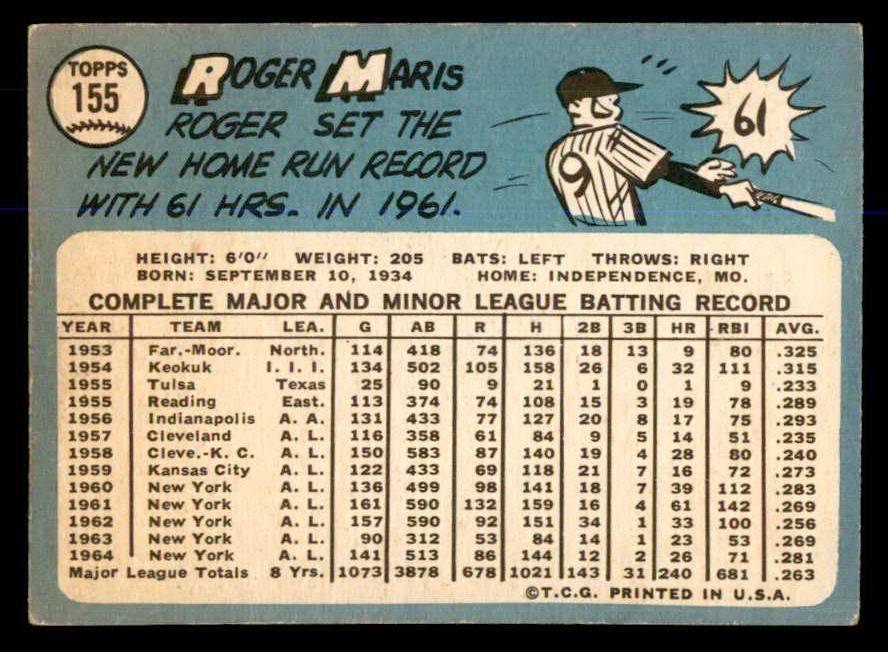 TOPPS
155
ROGER MARIS
ROGER SET THE
NEW HOME RUN RECORD
WITH 61 HRS. IN 1961.
61
9
HEIGHT: 6'0" WEIGHT: 205 BATS: LEFT THROWS: RIGHT
BORN: SEPTEMBER 10, 1934 HOME: INDEPENDENCE, MO.
COMPLETE MAJOR AND MINOR LEAGUE BATTING RECORD
YEAR TEAM LEA. G AB R H 2B 3B HR RBI AVG.
1953 Far.-Moor. North. 114 418 74 136 18 13 9 80 .325
1954 Keokuk I. I. I. 134 502 105 158 26 6 32 111 .315
1955 Tulsa Texas 25 90 9 21 1 0 1 9 .233
1955 Reading East. 113 374 74 108 15 3 19 78 .289
1956 Indianapolis A. A. 131 433 77 127 20 8 17 75 .293
1957 Cleveland A. L. 116 358 61 84 9 5 14 51 .235
1958 Cleve.-K. C. A. L. 150 583 87 140 19 4 28 80 .240
1959 Kansas City A. L. 122 433 69 118 21 7 16 72 .273
1960 New York A. L. 136 499 98 141 18 7 39 112 .283
1961 New York A. L. 161 590 132 159 16 4 61 142 .269
1962 New York A. L. 157 590 92 151 34 1 33 100 .256
1963 New York A. L. 90 312 53 84 14 1 23 53 .269
1964 New York A. L. 141 513 86 144 12 2 26 71 .281
Major League Totals 8 Yrs. 1073 3878 678 1021 143 31 240 681 .263
©T.C.G. PRINTED IN U.S.A.